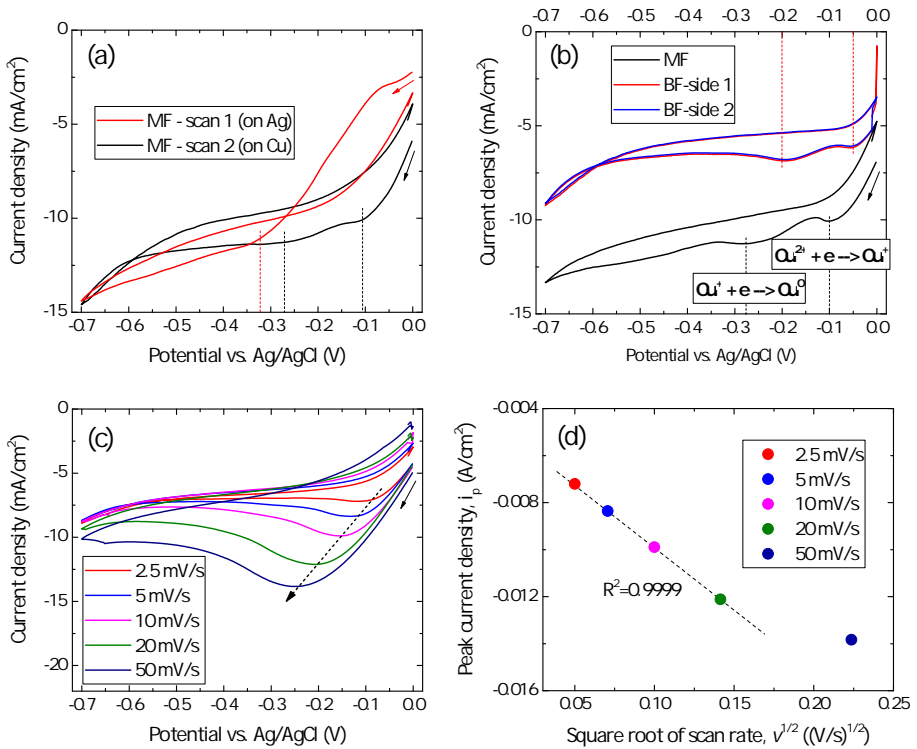 (a)
0
-5
-10
-15
Current density (mA/cm²)
MF - scan 1 (on Ag)
MF - scan 2 (on Cu)
-0.7 -0.6 -0.5 -0.4 -0.3 -0.2 -0.1 0.0
Potential vs. Ag/AgCl (V)
-0.7 -0.6 -0.5 -0.4 -0.3 -0.2 -0.1 0.0
(b)
0
-5
-10
-15
Current density (mA/cm²)
MF
BF-side 1
BF-side 2
Cu²⁺ + e --> Cu⁺
Cu⁺ + e --> Cu⁰
-0.7 -0.6 -0.5 -0.4 -0.3 -0.2 -0.1 0.0
Potential vs. Ag/AgCl (V)
(c)
0
-5
-10
-15
-20
Current density (mA/cm²)
2.5 mV/s
5 mV/s
10 mV/s
20 mV/s
50 mV/s
-0.7 -0.6 -0.5 -0.4 -0.3 -0.2 -0.1 0.0
Potential vs. Ag/AgCl (V)
(d)
-0.004
-0.008
-0.012
-0.016
Peak current density, iₚ (A/cm²)
2.5 mV/s
5 mV/s
10 mV/s
20 mV/s
50 mV/s
R²=0.9999
0.05 0.10 0.15 0.20 0.25
Square root of scan rate, v¹ᐟ² ((V/s)¹ᐟ²)